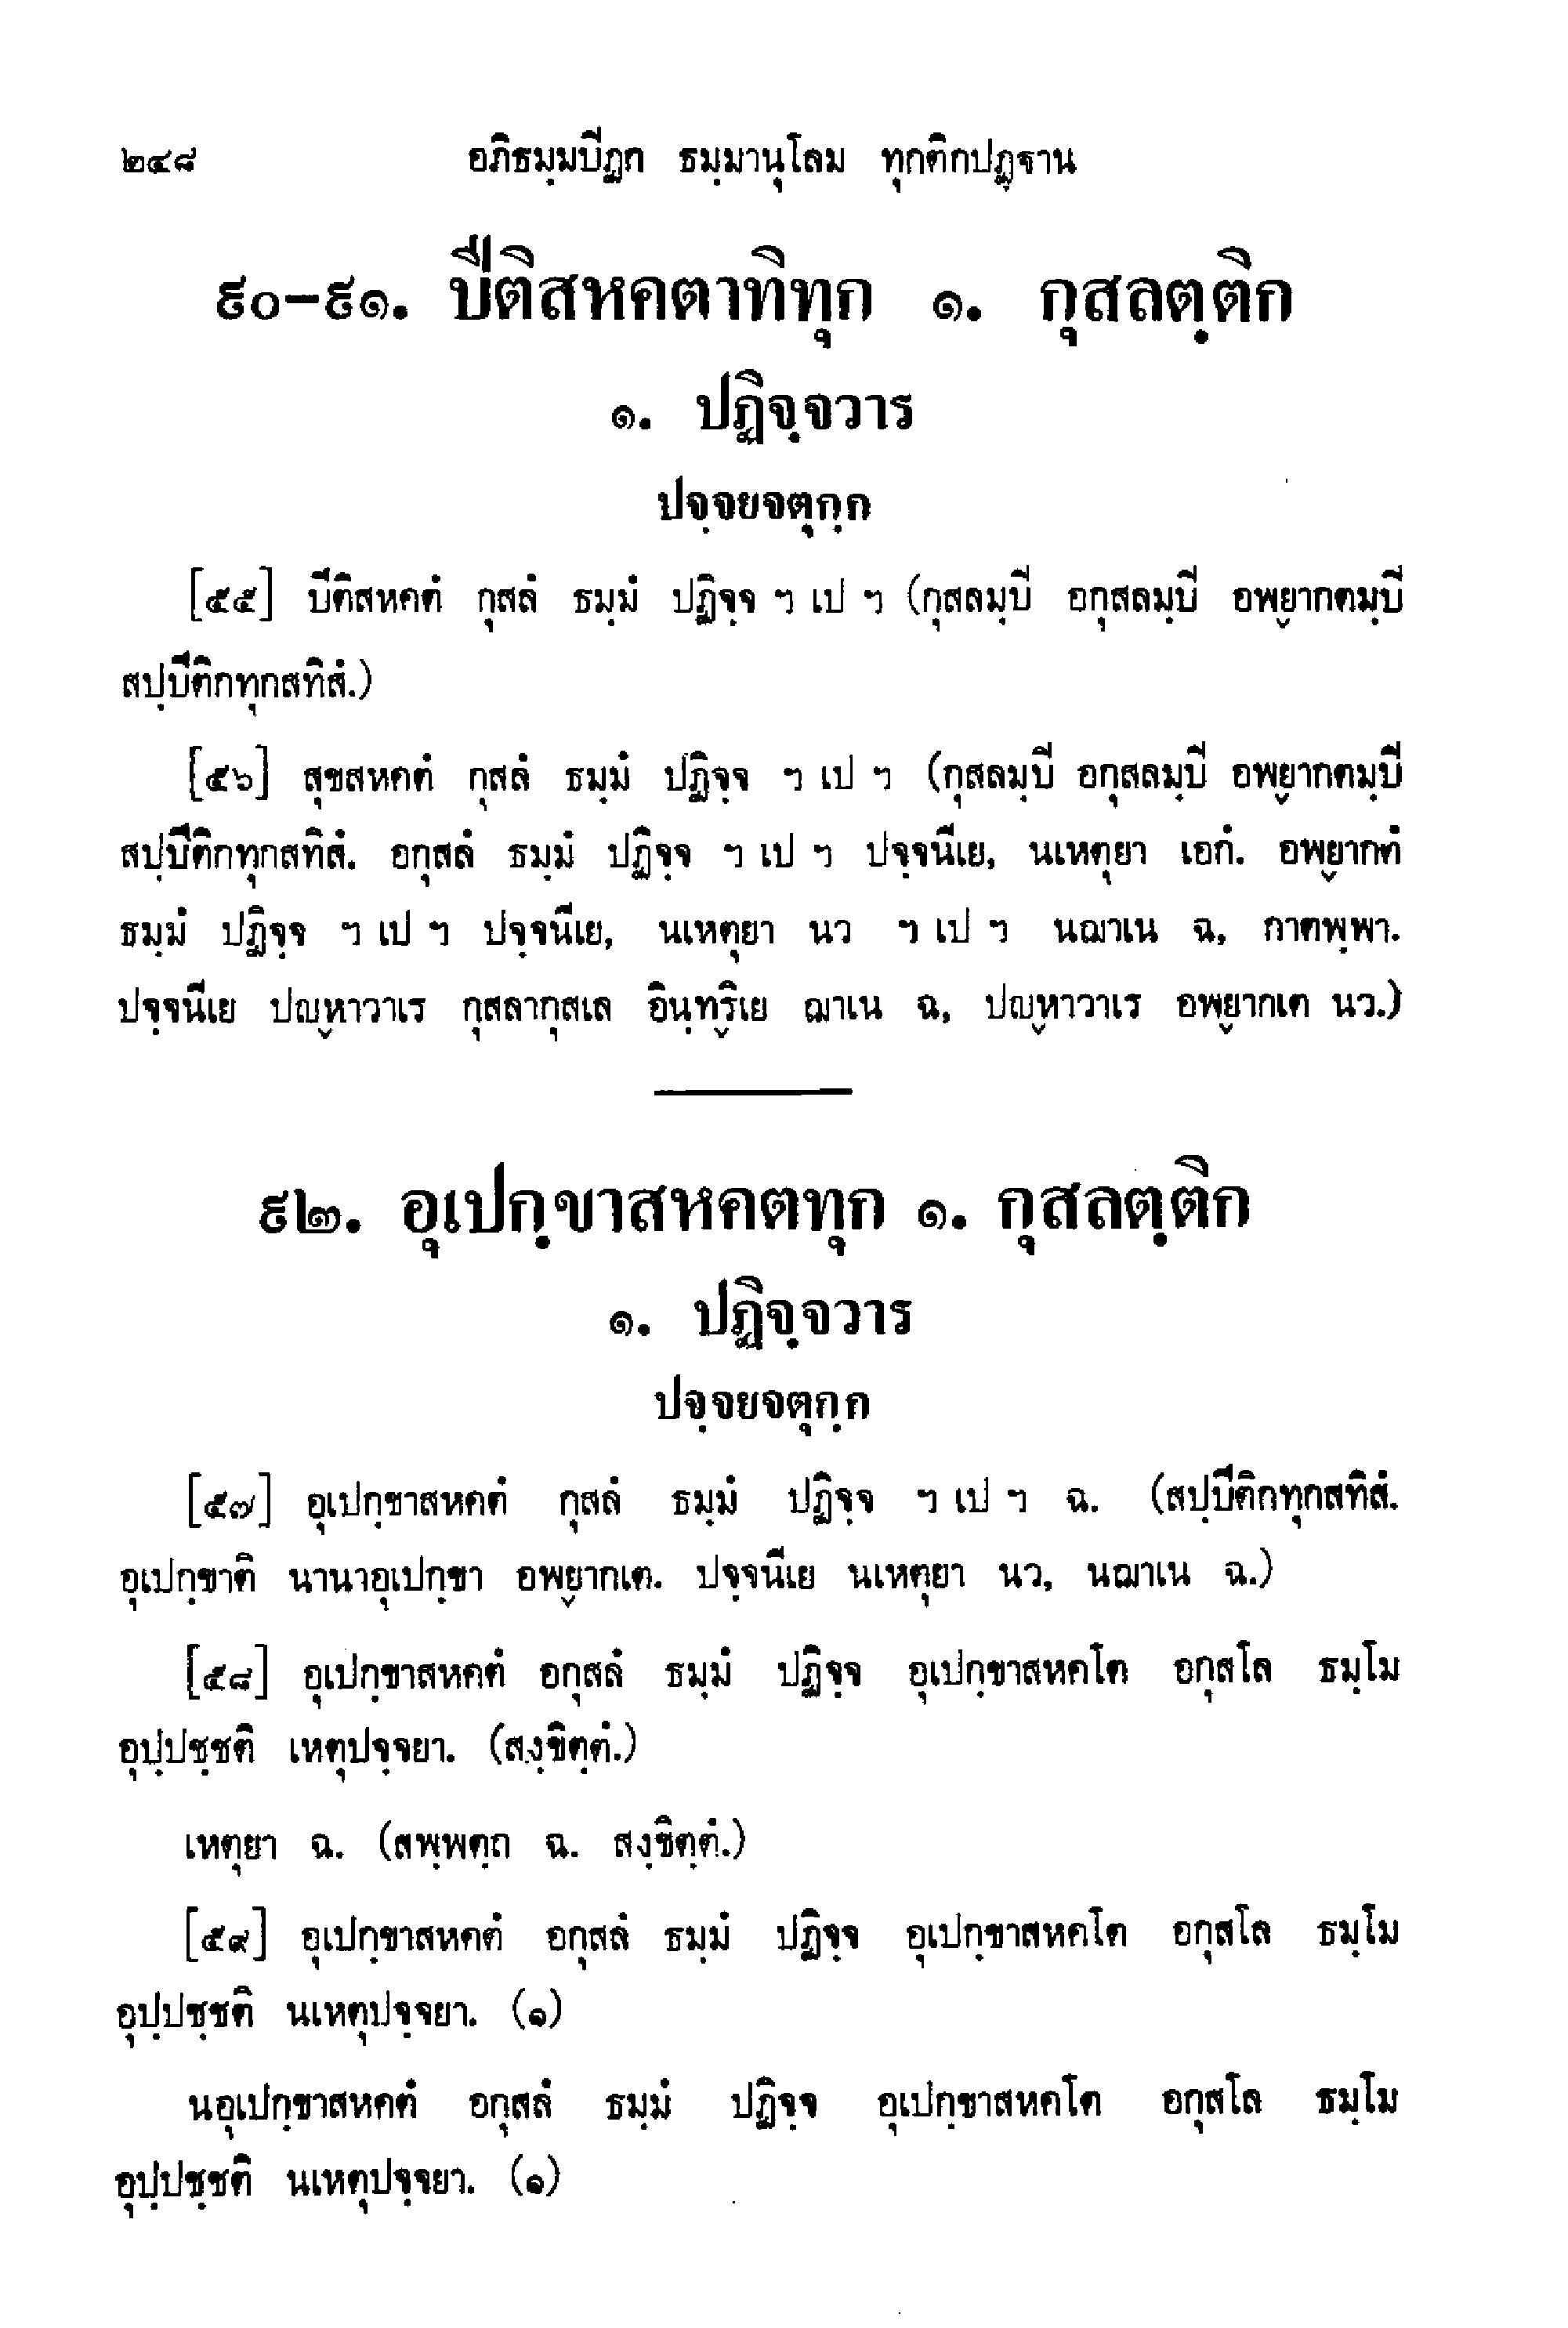 ๒๔๘ อภิธมฺมปีฏก ธมฺมานุโลม ทุกติกปฏฺฐาน
๙๐-๙๑. ปีติสหคตาทิทุก ๑. กุสลตฺติก
๑. ปฏิจฺจวาร
ปจฺจยจตุกฺก
[๕๕] ปีติสหคตํ กุสลํ ธมฺมํ ปฏิจฺจ ฯ เป ฯ (กุสลมฺปี อกุสลมฺปี อพฺยากตมฺปี
สปฺปีติกทุกสทิสํ.)
[๕๖] สุขสหคตํ กุสลํ ธมฺมํ ปฏิจฺจ ฯ เป ฯ (กุสลมฺปี อกุสลมฺปี อพฺยากตมฺปี
สปฺปีติกทุกสทิสํ. อกุสลํ ธมฺมํ ปฏิจฺจ ฯ เป ฯ ปจฺจนีเย, นเหตุยา เอกํ. อพฺยากตํ
ธมฺมํ ปฏิจฺจ ฯ เป ฯ ปจฺจนีเย, นเหตุยา นว ฯ เป ฯ นฌาเน ฉ, กาตพฺพา.
ปจฺจนีเย ปญฺหาวาเร กุสลากุสเล อินฺทฺริเย ฌาเน ฉ, ปญฺหาวาเร อพฺยากเต นว.)
๙๒. อุเปกฺขาสหคตทุก ๑. กุสลตฺติก
๑. ปฏิจฺจวาร
ปจฺจยจตุกฺก
[๕๗] อุเปกฺขาสหคตํ กุสลํ ธมฺมํ ปฏิจฺจ ฯ เป ฯ ฉ. (สปฺปีติกทุกสทิสํ.
อุเปกฺขาติ นานาอุเปกฺขา อพฺยากเต. ปจฺจนีเย นเหตุยา นว, นฌาเน ฉ.)
[๕๘] อุเปกฺขาสหคตํ อกุสลํ ธมฺมํ ปฏิจฺจ อุเปกฺขาสหคโต อกุสโล ธมฺโม
อุปฺปชฺชติ เหตุปจฺจยา. (สงฺขิตฺตํ.)
เหตุยา ฉ. (สพฺพตฺถ ฉ. สงฺขิตฺตํ.)
[๕๙] อุเปกฺขาสหคตํ อกุสลํ ธมฺมํ ปฏิจฺจ อุเปกฺขาสหคโต อกุสโล ธมฺโม
อุปฺปชฺชติ นเหตุปจฺจยา. (๑)
นอุเปกฺขาสหคตํ อกุสลํ ธมฺมํ ปฏิจฺจ อุเปกฺขาสหคโต อกุสโล ธมฺโม
อุปฺปชฺชติ นเหตุปจฺจยา. (๑)